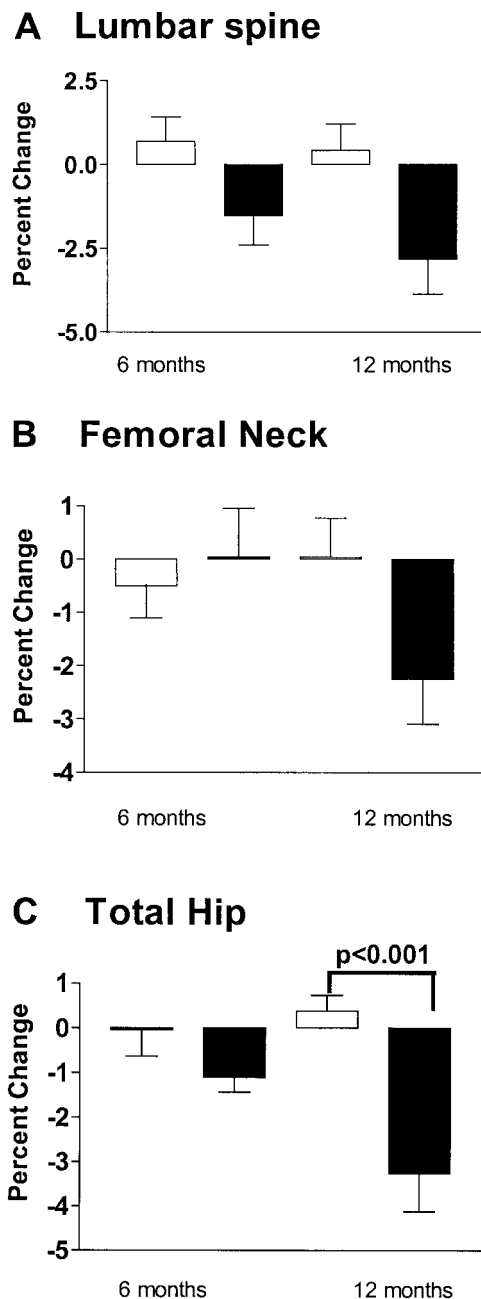 A Lumbar spine
2.5
0.0
-2.5
-5.0
Percent Change
6 months 12 months
B Femoral Neck
1
0
-1
-2
-3
-4
Percent Change
6 months 12 months
C Total Hip
p<0.001
1
0
-1
-2
-3
-4
-5
Percent Change
6 months 12 months